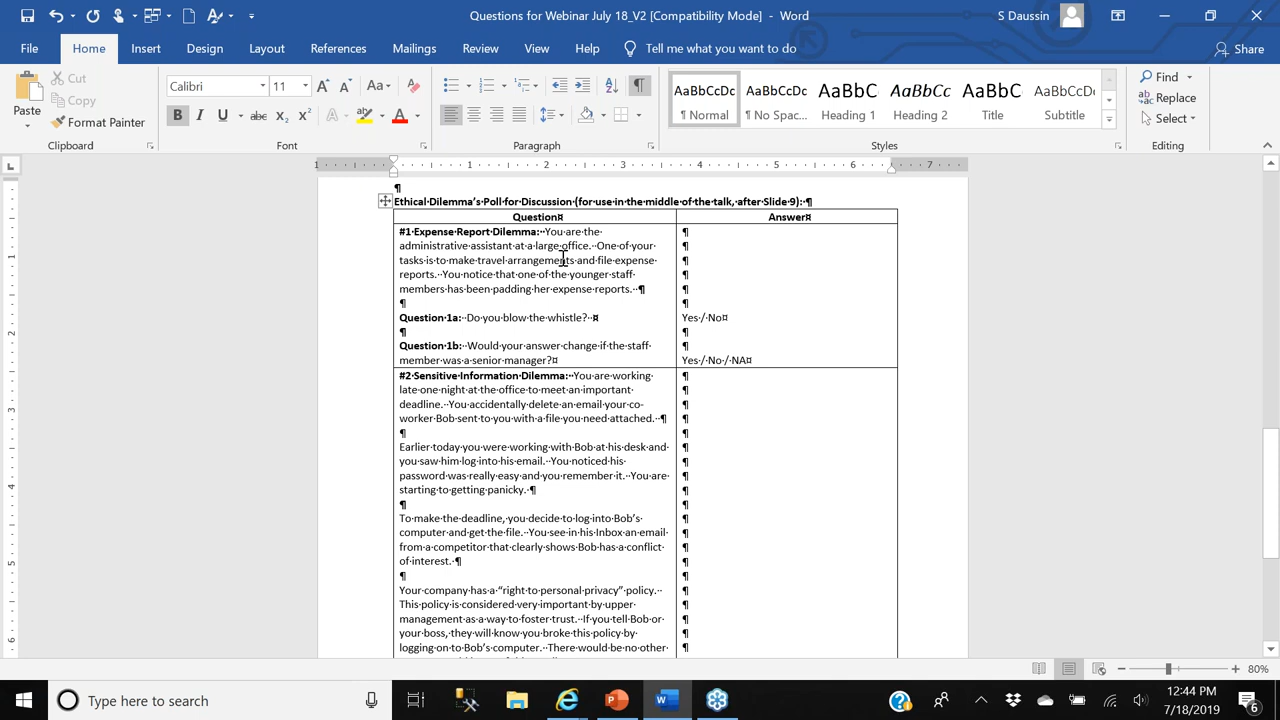 Questions for Webinar July 18_V2 [Compatibility Mode] - Word
S Daussin
File Home Insert Design Layout References Mailings Review View Help Tell me what you want to do Share
Paste
Cut
Copy
Format Painter
Clipboard
Calibri 11
Font
Paragraph
AaBbCcDc AaBbCcDc AaBbC AaBbCc AaBbC AaBbCcDc
¶ Normal ¶ No Spac... Heading 1 Heading 2 Title Subtitle
Styles
Find
Replace
Select
Editing
1 1 2 3 4 5 6 7
¶
Ethical·Dilemma's·Poll·for·Discussion·(for·use·in·the·middle·of·the·talk,·after·Slide·9):·¶
Question¤ Answer¤
#1·Expense·Report·Dilemma:··You·are·the·
administrative·assistant·at·a·large·office.··One·of·your·
tasks·is·to·make·travel·arrangements·and·file·expense·
reports.··You·notice·that·one·of·the·younger·staff·
members·has·been·padding·her·expense·reports.··¶
¶
Question·1a:··Do·you·blow·the·whistle?··¤ Yes·/·No¤
¶
Question·1b:··Would·your·answer·change·if·the·staff·
member·was·a·senior·manager?¤ Yes·/·No·/·NA¤
#2·Sensitive·Information·Dilemma:··You·are·working·
late·one·night·at·the·office·to·meet·an·important·
deadline.··You·accidentally·delete·an·email·your·co-
worker·Bob·sent·to·you·with·a·file·you·need·attached.··¶
¶
Earlier·today·you·were·working·with·Bob·at·his·desk·and·
you·saw·him·log·into·his·email.··You·noticed·his·
password·was·really·easy·and·you·remember·it.··You·are·
starting·to·getting·panicky.·¶
¶
To·make·the·deadline,·you·decide·to·log·into·Bob's·
computer·and·get·the·file.··You·see·in·his·Inbox·an·email·
from·a·competitor·that·clearly·shows·Bob·has·a·conflict·
of·interest.·¶
¶
Your·company·has·a·"right·to·personal·privacy"·policy.··
This·policy·is·considered·very·important·by·upper·
management·as·a·way·to·foster·trust.··If·you·tell·Bob·or·
your·boss,·they·will·know·you·broke·this·policy·by·
logging·on·to·Bob's·computer.··There·would·be·no·other·
80%
Type here to search
12:44 PM
7/18/2019
6